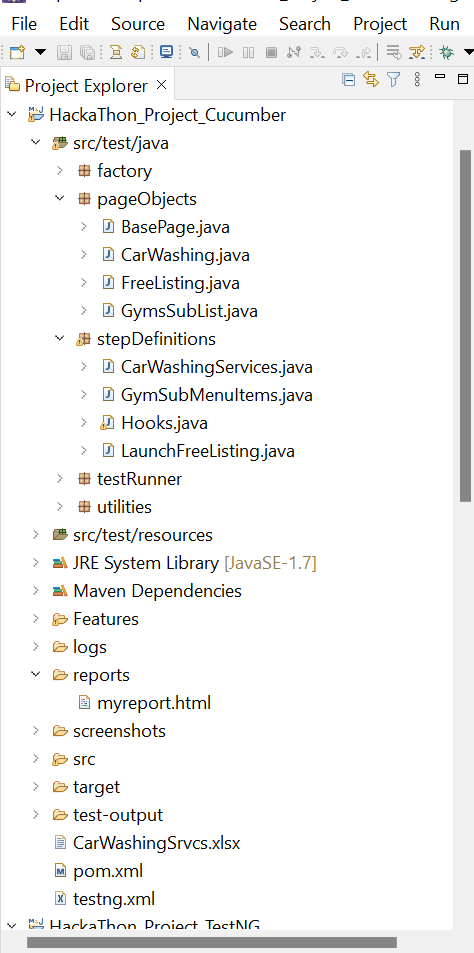 File Edit Source Navigate Search Project Run
Project Explorer
HackaThon_Project_Cucumber
src/test/java
factory
pageObjects
BasePage.java
CarWashing.java
FreeListing.java
GymsSubList.java
stepDefinitions
CarWashingServices.java
GymSubMenuItems.java
Hooks.java
LaunchFreeListing.java
testRunner
utilities
src/test/resources
JRE System Library [JavaSE-1.7]
Maven Dependencies
Features
logs
reports
myreport.html
screenshots
src
target
test-output
CarWashingSrvcs.xlsx
pom.xml
testng.xml
HackaThon_Project_TestNG